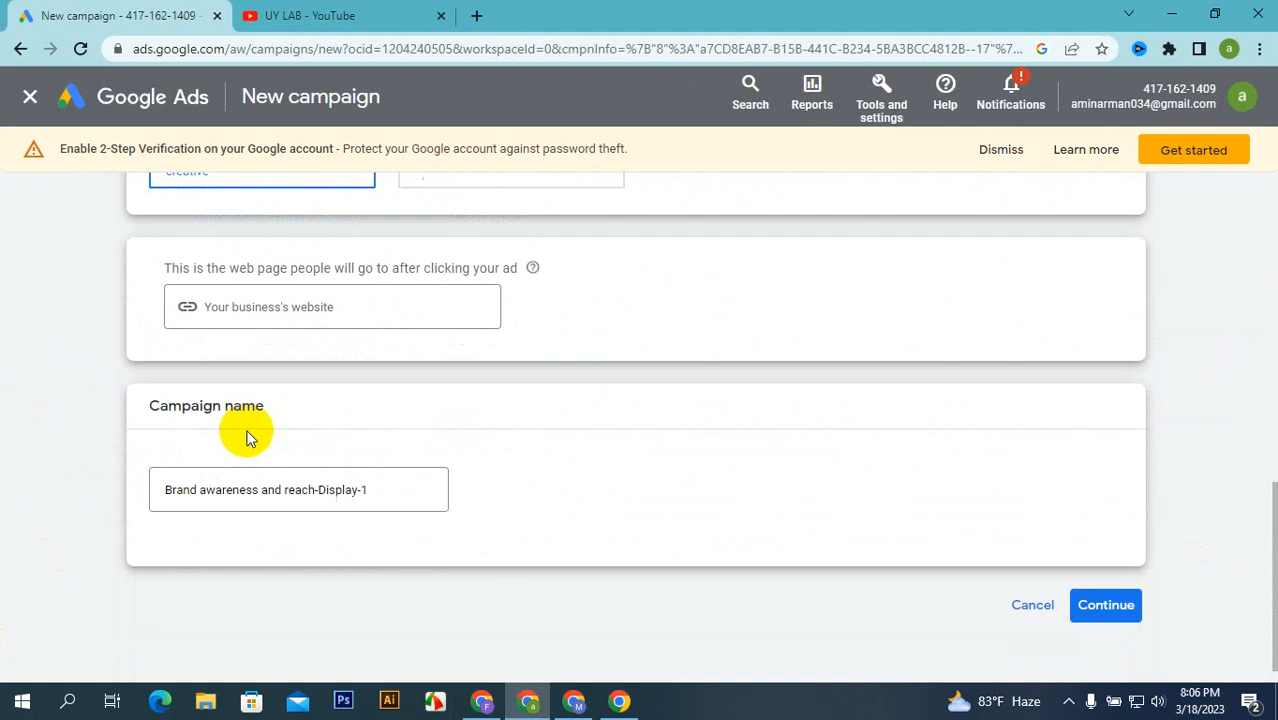 New campaign - 417-162-1409 -
UY LAB - YouTube
ads.google.com/aw/campaigns/new?ocid=1204240505&workspaceId=0&cmpnInfo=%7B"8"%3A"a7CD8EAB7-B15B-441C-B234-5BA3BCC4812B--17"%7...
a
Google Ads
New campaign
Search
Reports
Tools and settings
Help
!
Notifications
417-162-1409
aminarman034@gmail.com
a
Enable 2-Step Verification on your Google account - Protect your Google account against password theft.
Dismiss
Learn more
Get started
creative
This is the web page people will go to after clicking your ad
Your business's website
Campaign name
Brand awareness and reach-Display-1
Cancel
Continue
Ps
Ai
F
a
M
83°F Haze
8:06 PM
3/18/2023
2